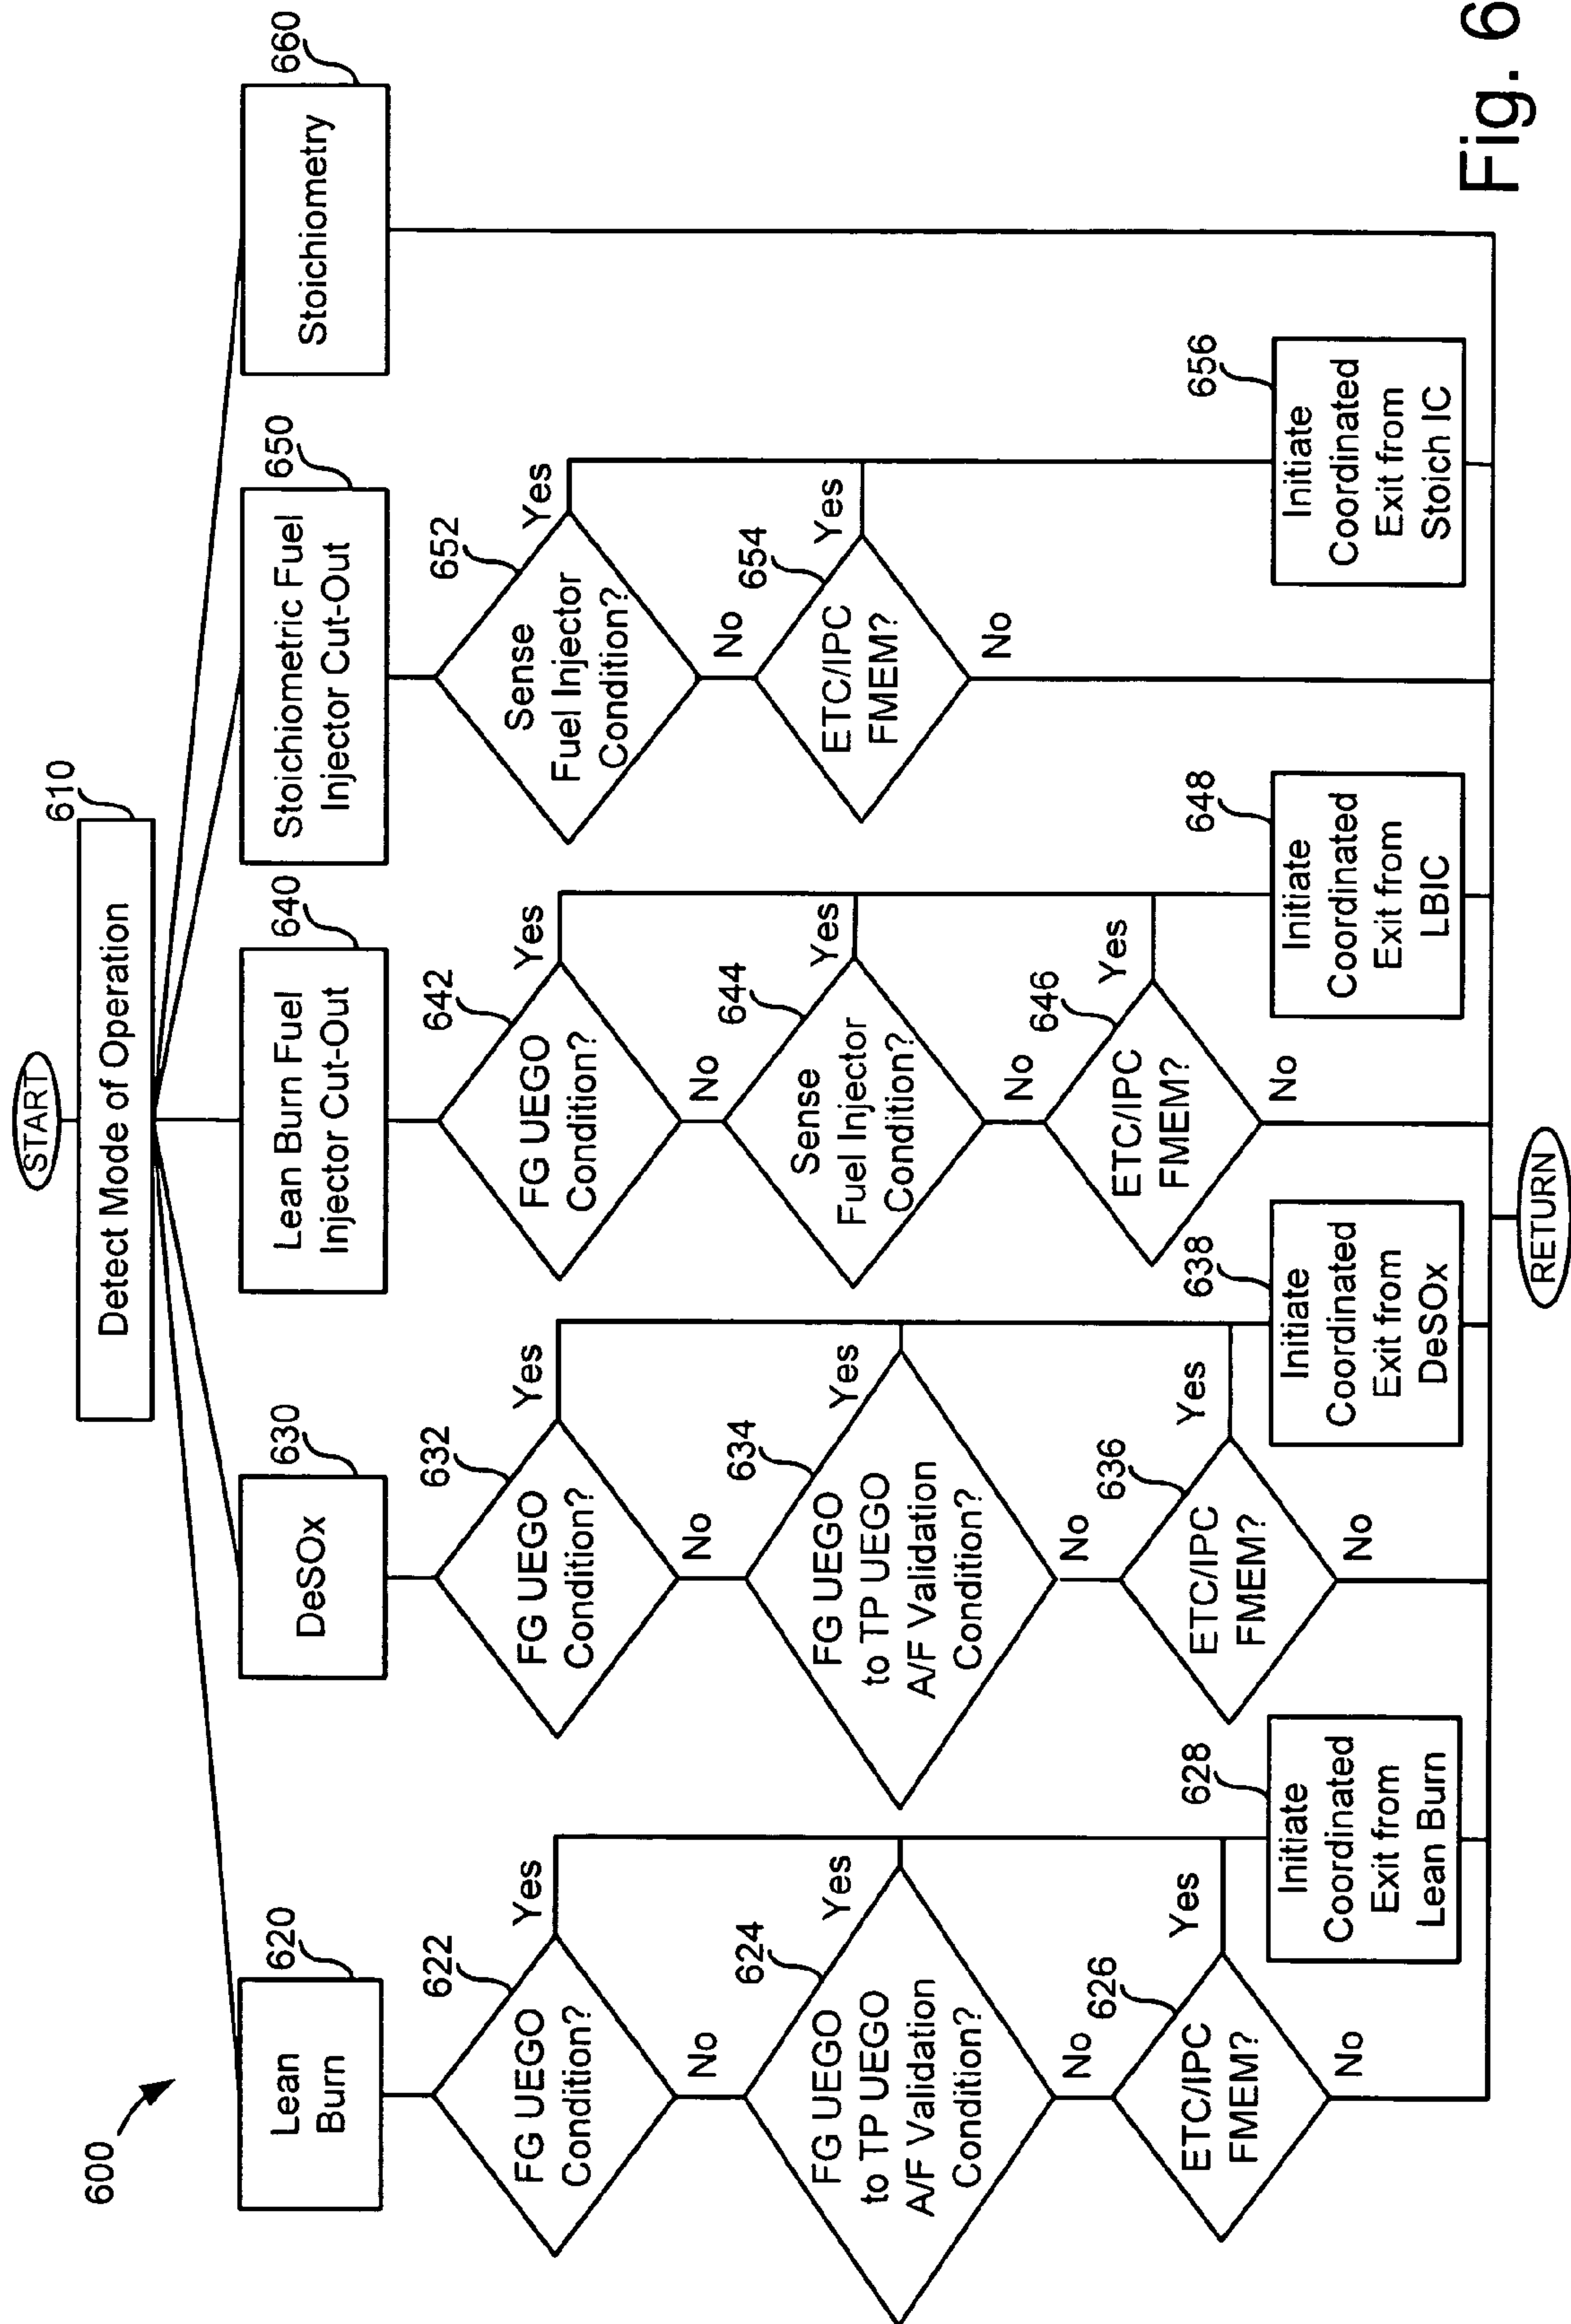 START
610
Detect Mode of Operation
600
620
Lean
Burn
622
FG UEGO
Condition?
Yes
No
624
FG UEGO
to TP UEGO
A/F Validation
Condition?
Yes
No
626
ETC/IPC
FMEM?
Yes
No
628
Initiate
Coordinated
Exit from
Lean Burn
630
DeSOx
632
FG UEGO
Condition?
Yes
No
634
FG UEGO
to TP UEGO
A/F Validation
Condition?
Yes
No
636
ETC/IPC
FMEM?
Yes
No
638
Initiate
Coordinated
Exit from
DeSOx
640
Lean Burn Fuel
Injector Cut-Out
642
FG UEGO
Condition?
Yes
No
644
Sense
Fuel Injector
Condition?
Yes
No
646
ETC/IPC
FMEM?
Yes
No
648
Initiate
Coordinated
Exit from
LBIC
650
Stoichiometric Fuel
Injector Cut-Out
652
Sense
Fuel Injector
Condition?
Yes
No
654
ETC/IPC
FMEM?
Yes
No
656
Initiate
Coordinated
Exit from
Stoich IC
660
Stoichiometry
RETURN
Fig. 6